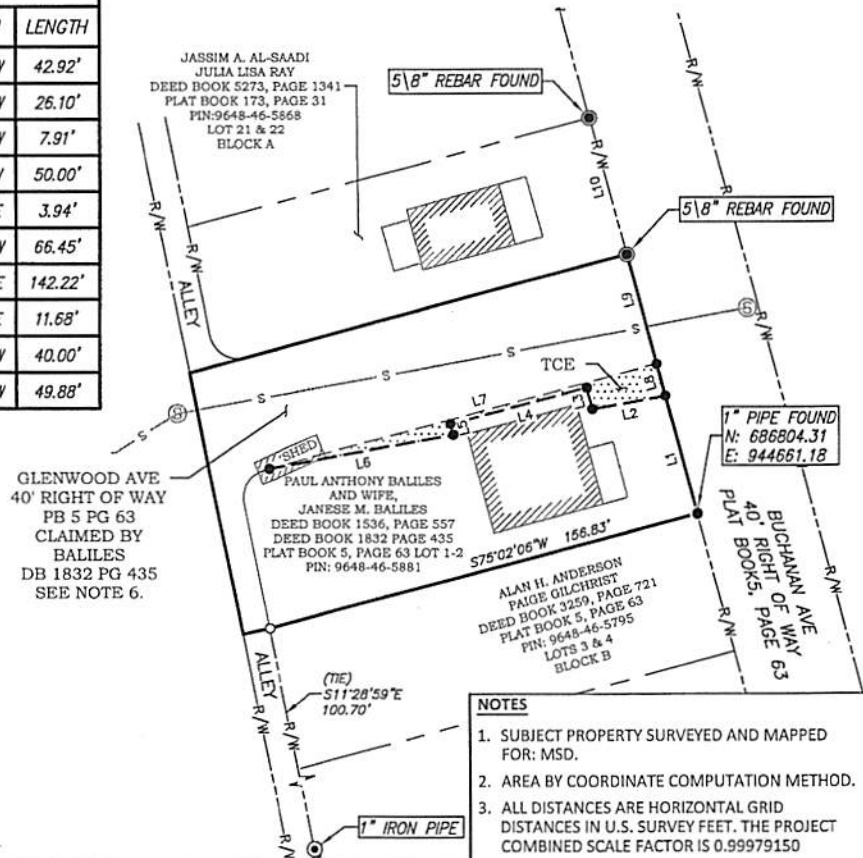 LENGTH
W 42.92'
W 26.10'
W 7.91'
50.00'
E 3.94'
W 66.45'
E 142.22'
E 11.68'
W 40.00'
W 49.88'
JASSIM A. AL-SAADI
JULIA LISA RAY
DEED BOOK 5273, PAGE 1341
PLAT BOOK 173, PAGE 31
PIN:9648-46-5868
LOT 21 & 22
BLOCK A
5\8" REBAR FOUND
5\8" REBAR FOUND
R/W
R/W
R/W
R/W
L10
R
R/W
ALLEY
L9
S
S
S
S
S
S
S
R/W
TCE
L8
L7
L3
L2
L4
L5
L6
L1
SHED
1" PIPE FOUND
N: 686804.31
E: 944661.18
GLENWOOD AVE
40' RIGHT OF WAY
PB 5 PG 63
CLAIMED BY
BALILES
DB 1832 PG 435
SEE NOTE 6.
PAUL ANTHONY BALILES
AND WIFE,
JANESE M. BALILES
DEED BOOK 1536, PAGE 557
DEED BOOK 1832 PAGE 435
PLAT BOOK 5, PAGE 63 LOT 1-2
PIN: 9648-46-5881
S75°02'06"W 156.83'
ALAN H. ANDERSON
PAIGE GILCHRIST
DEED BOOK 3259, PAGE 721
PLAT BOOK 5, PAGE 63
PIN: 9648-46-5795
LOTS 3 & 4
BLOCK B
BUCHANAN AVE
40' RIGHT OF WAY
PLAT BOOK5, PAGE 63
R/W
R/W
ALLEY
(TIE)
S11°28'59"E
100.70'
R/W
R/W
R/W
1" IRON PIPE
NOTES
1. SUBJECT PROPERTY SURVEYED AND MAPPED
FOR: MSD.
2. AREA BY COORDINATE COMPUTATION METHOD.
3. ALL DISTANCES ARE HORIZONTAL GRID
DISTANCES IN U.S. SURVEY FEET. THE PROJECT
COMBINED SCALE FACTOR IS 0.99979150